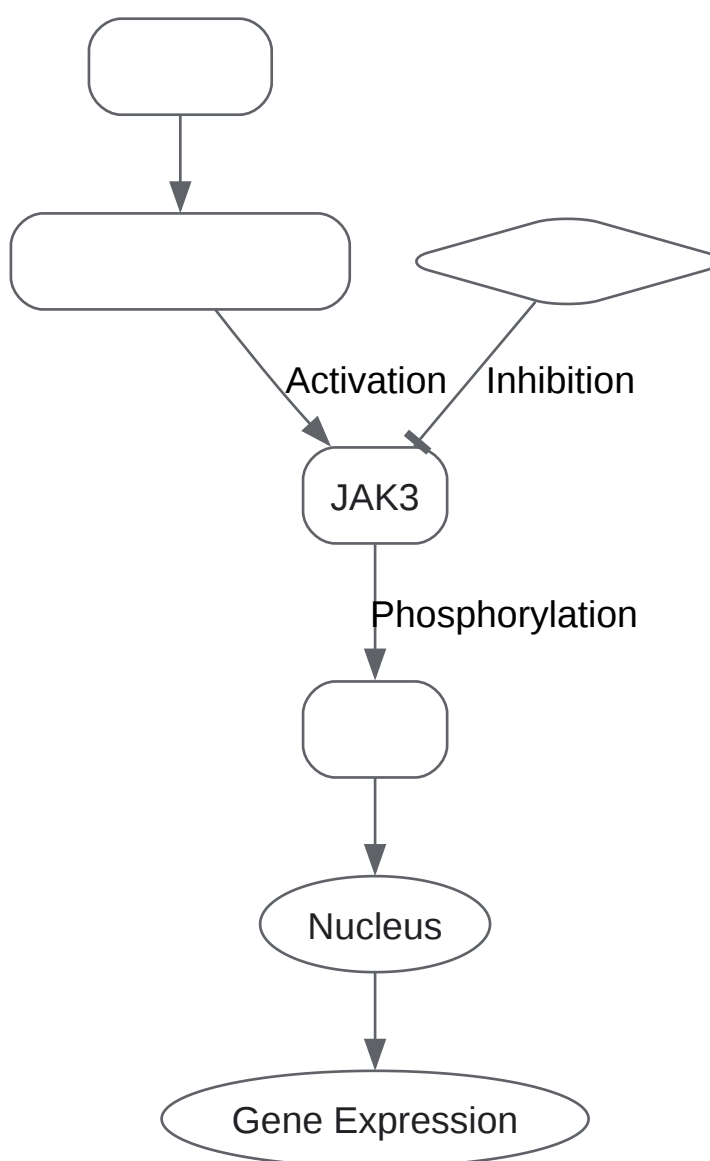 Activation
Inhibition
JAK3
Phosphorylation
Nucleus
Gene Expression